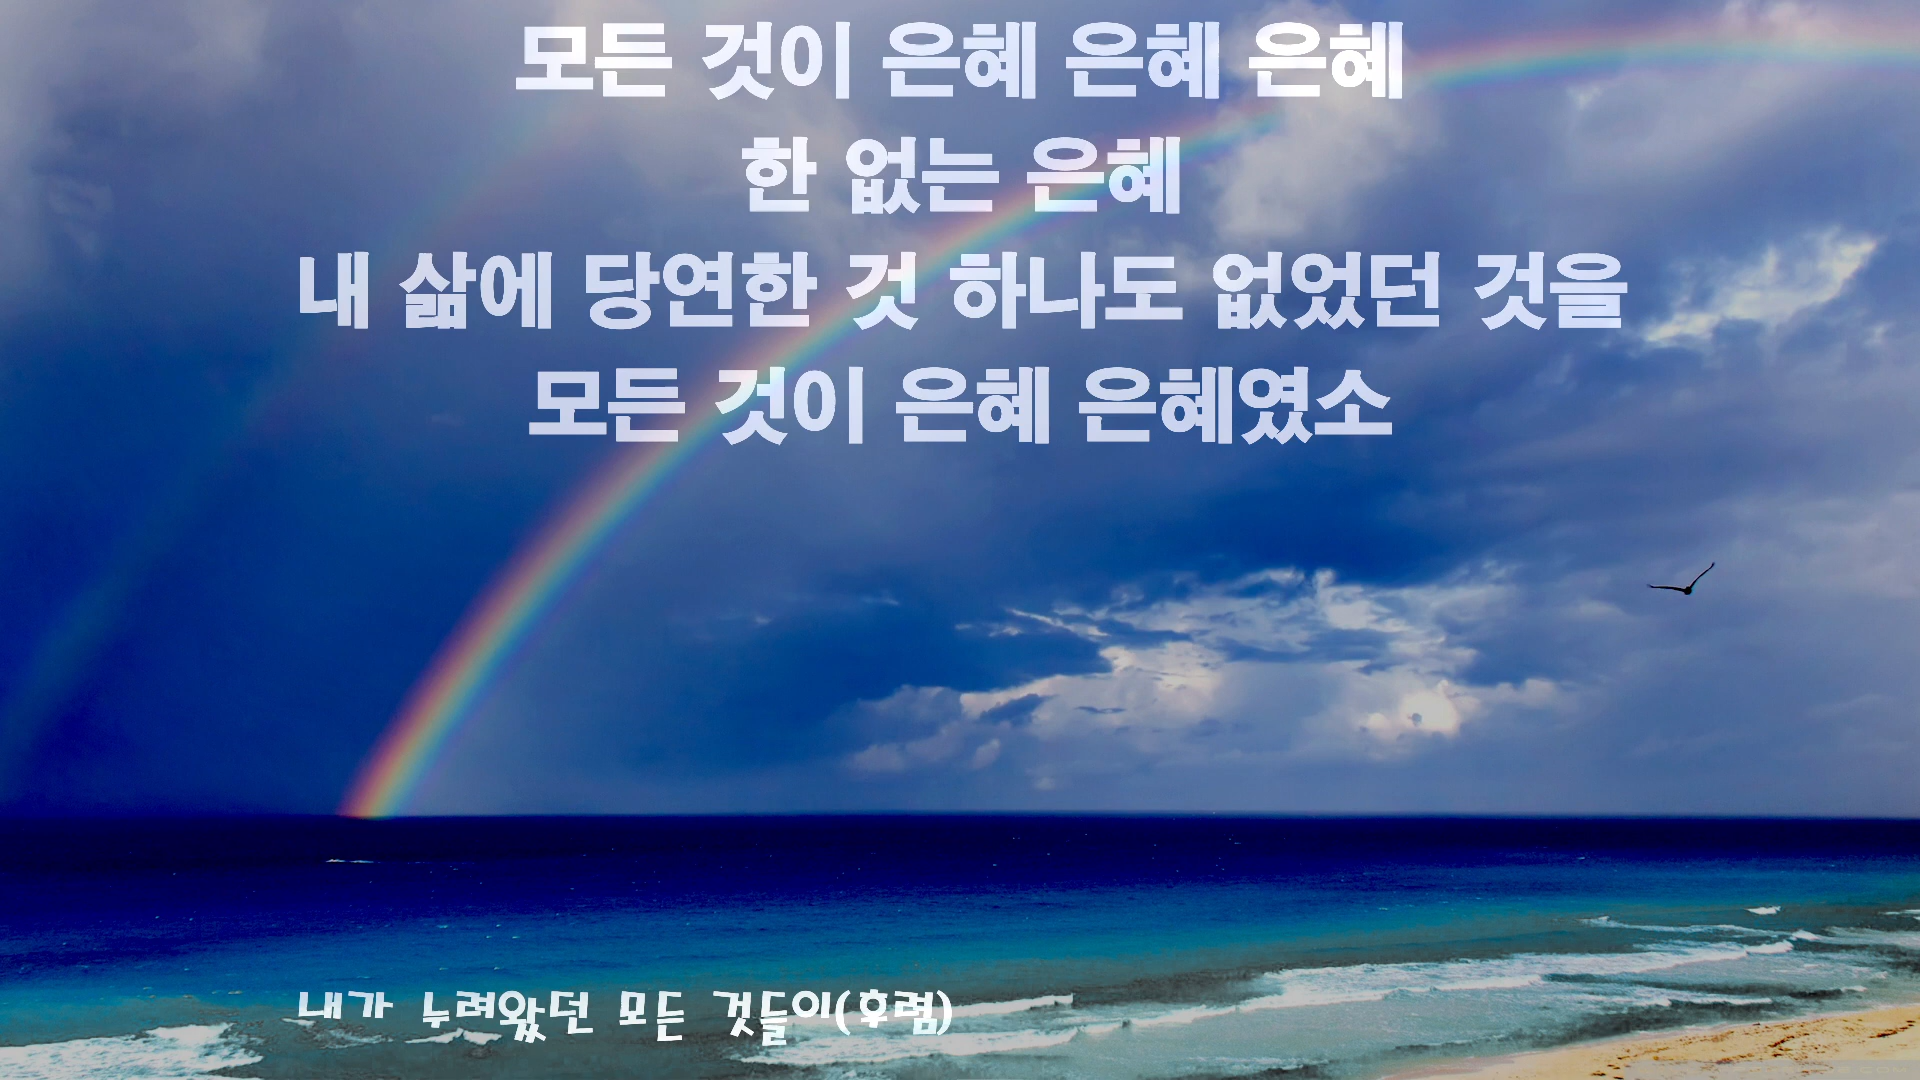 모든 것이 은혜 은혜 은혜
한 없는 은혜
내 삶에 당연한 것 하나도 없었던 것을
모든 것이 은혜 은혜였소
내가 누려왔던 모든 것들이(후렴)